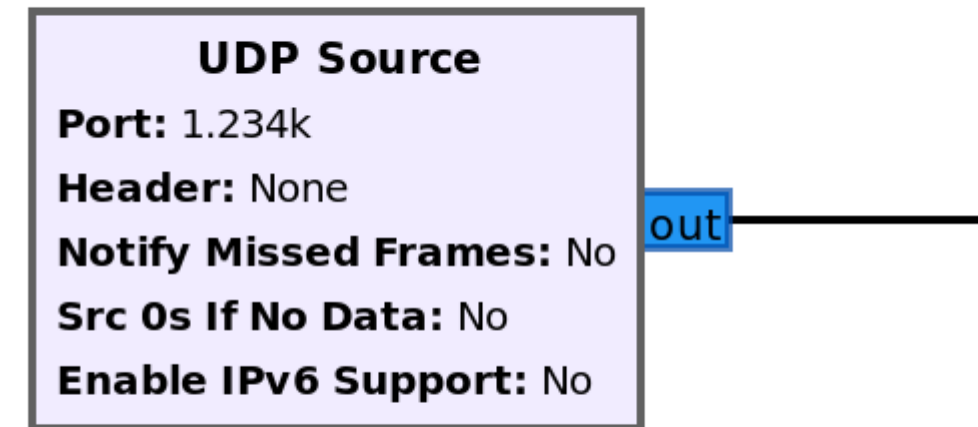 UDP Source
Port: 1.234k
Header: None
Notify Missed Frames: No
out
Src 0s If No Data: No
Enable IPv6 Support: No